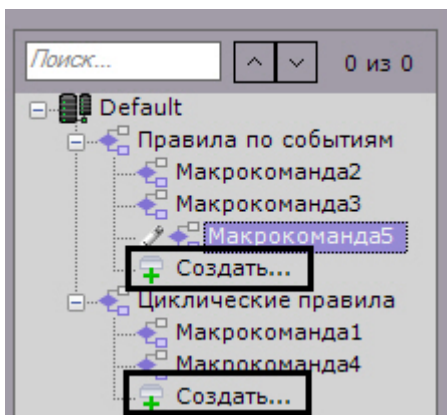 Поиск...
0 из 0
Default
Правила по событиям
Макрокоманда2
Макрокоманда3
Макрокоманда5
Создать...
Циклические правила
Макрокоманда1
Макрокоманда4
Создать...